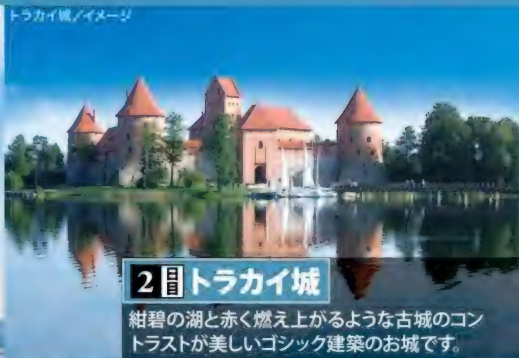 トラカイ城/イメージ
2日目 トラカイ城
紺碧の湖と赤く燃え上がるような古城のコン
トラストが美しいゴシック建築のお城です。